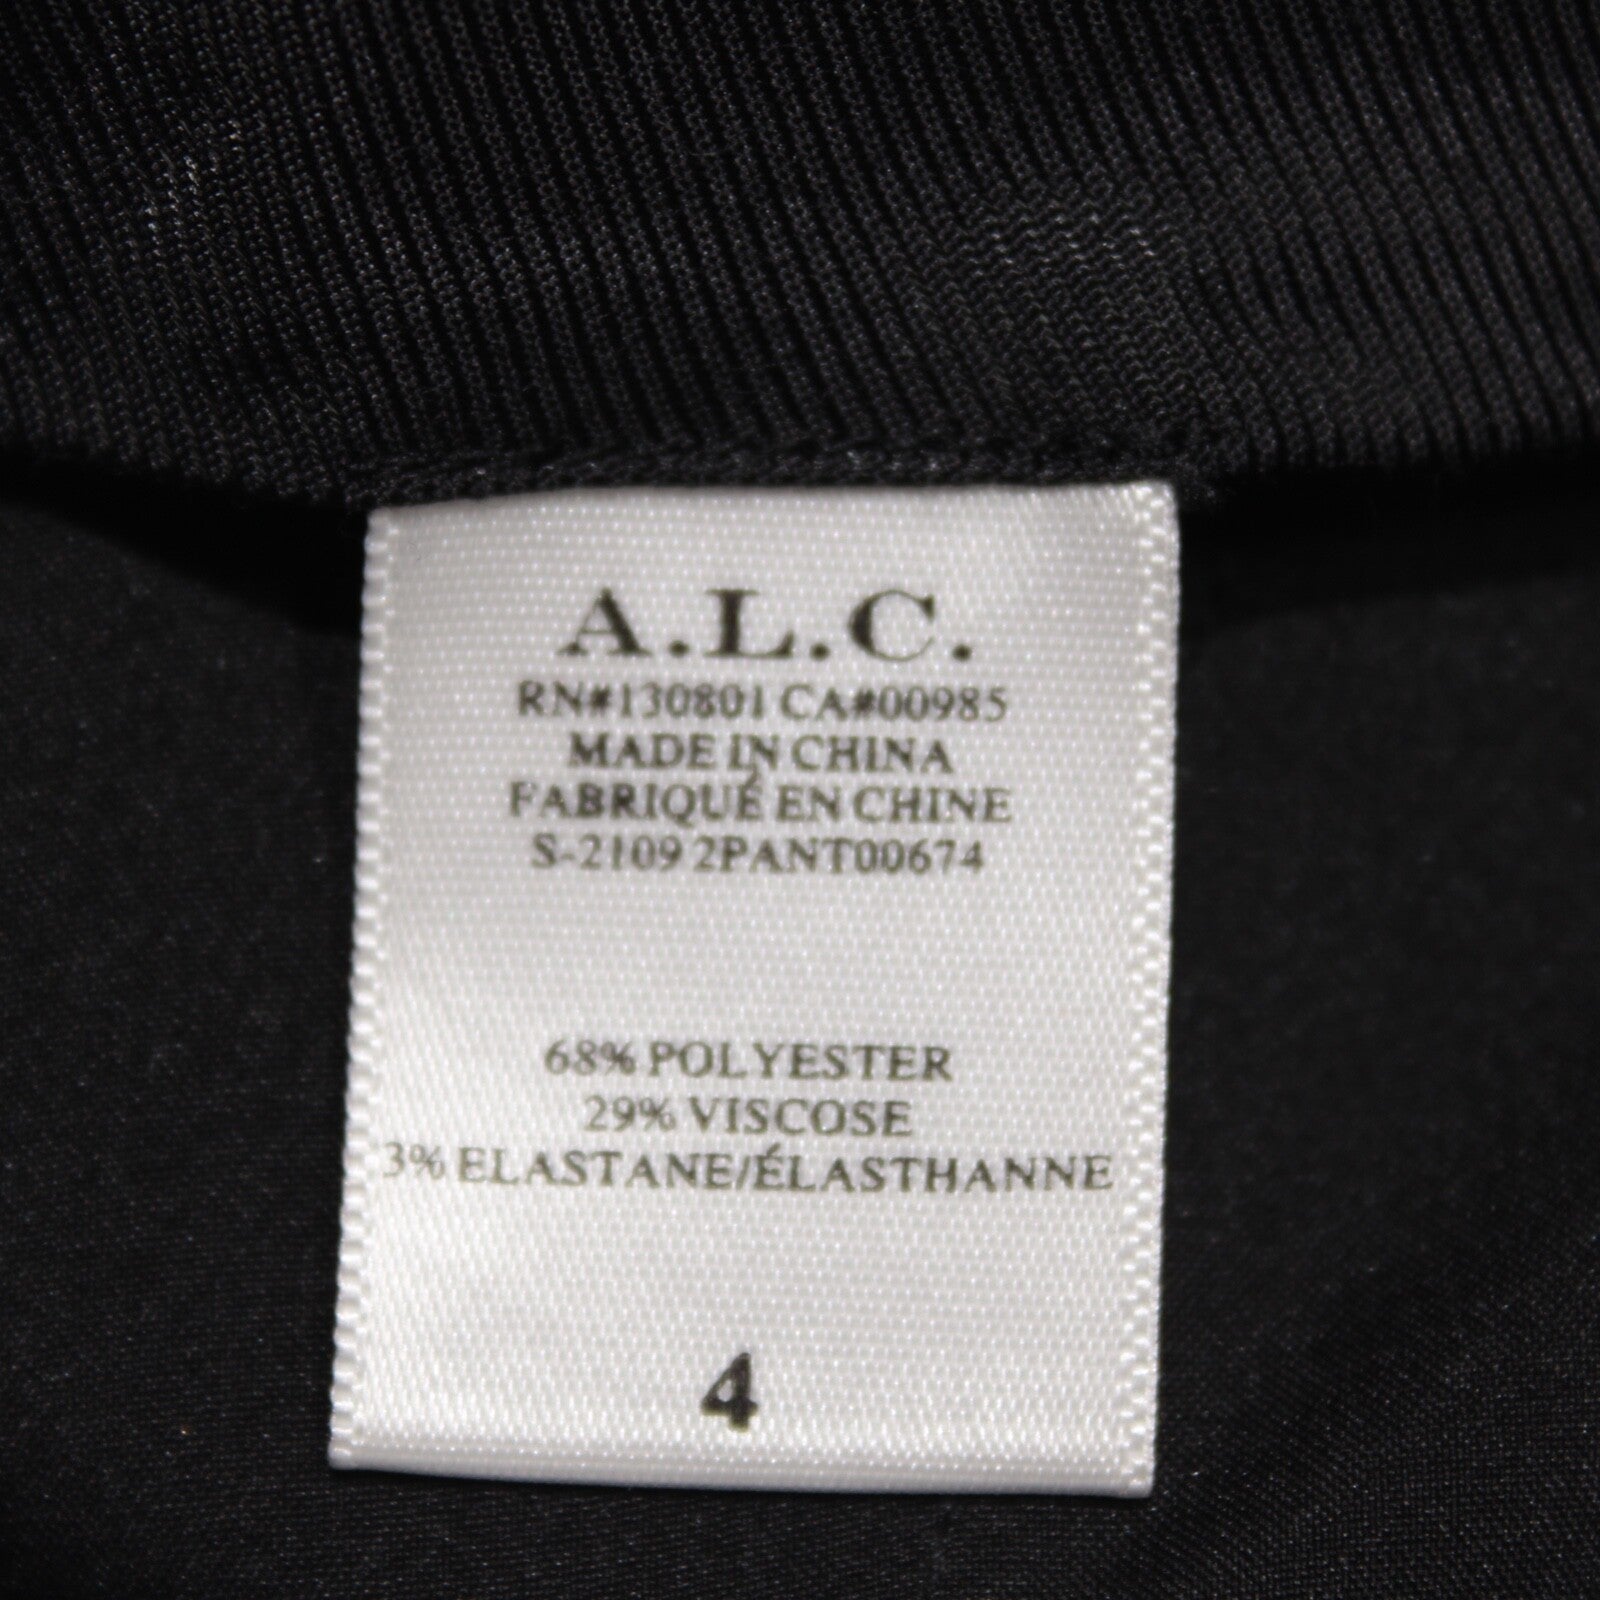 A.L.C.
RN#130801 CA#00985
MADE IN CHINA
FABRIQUÉ EN CHINE
S-2109 2PANT00674
68% POLYESTER
29% VISCOSE
3% ELASTANE/ÉLASTHANNE
4